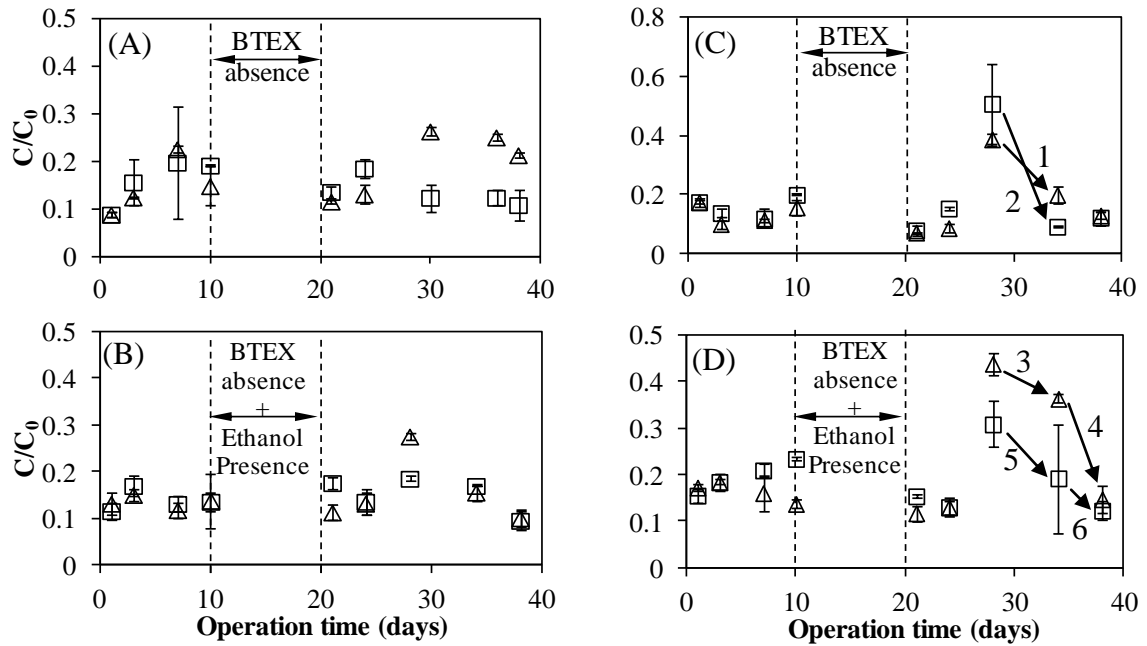 (A)
BTEX
absence
C/C0
0.5
0.4
0.3
0.2
0.1
0
0 10 20 30 40
(C)
BTEX
absence
1
2
0.8
0.6
0.4
0.2
0
0 10 20 30 40
(B)
BTEX
absence
+
Ethanol
Presence
C/C0
0.5
0.4
0.3
0.2
0.1
0
0 10 20 30 40
Operation time (days)
(D)
BTEX
absence
+
Ethanol
Presence
3
4
5
6
0.5
0.4
0.3
0.2
0.1
0
0 10 20 30 40
Operation time (days)